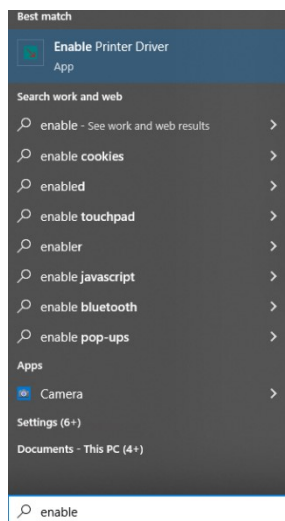 Best match
Enable Printer Driver
App
Search work and web
enable - See work and web results
enable cookies
enabled
enable touchpad
enabler
enable javascript
enable bluetooth
enable pop-ups
Apps
Camera
Settings (6+)
Documents - This PC (4+)
enable